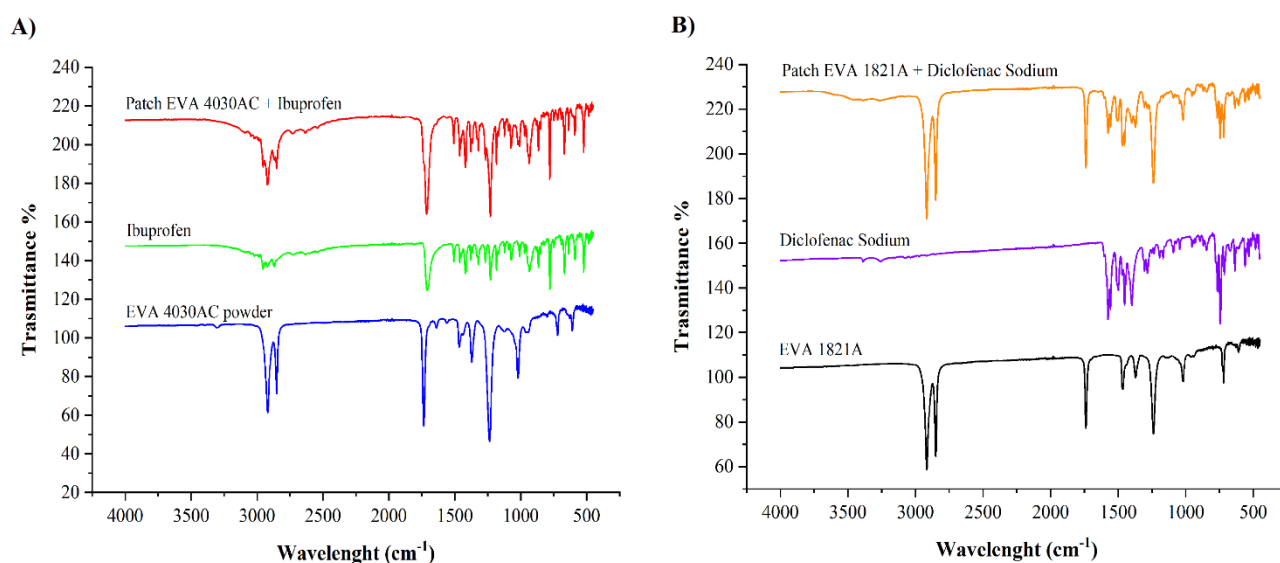 A)
240
220
200
180
160
140
120
100
80
60
40
20
Trasmittance %
Patch EVA 4030AC + Ibuprofen
Ibuprofen
EVA 4030AC powder
4000 3500 3000 2500 2000 1500 1000 500
Wavelenght (cm⁻¹)
B)
240
220
200
180
160
140
120
100
80
60
Trasmittance %
Patch EVA 1821A + Diclofenac Sodium
Diclofenac Sodium
EVA 1821A
4000 3500 3000 2500 2000 1500 1000 500
Wavelenght (cm⁻¹)